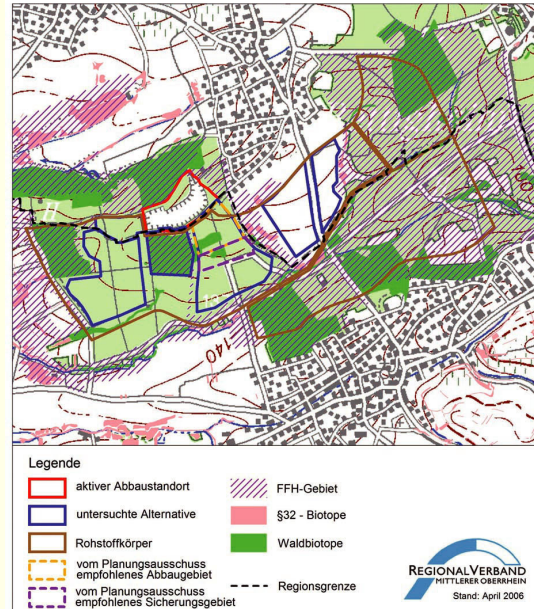 140
150
Legende
aktiver Abbaustandort
untersuchte Alternative
Rohstoffkörper
vom Planungsausschuss
empfohlenes Abbaugebiet
vom Planungsausschuss
empfohlenes Sicherungsgebiet
FFH-Gebiet
§32 - Biotope
Waldbiotope
Regionsgrenze
REGIONALVERBAND
MITTLERER OBERRHEIN
Stand: April 2006